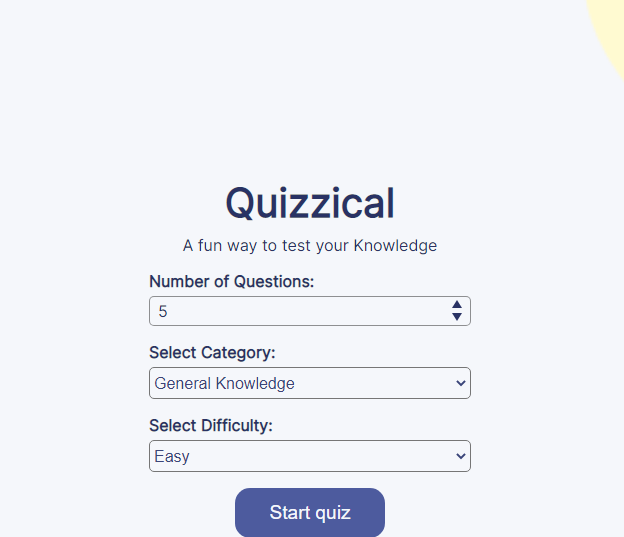 Quizzical
A fun way to test your Knowledge
Number of Questions:
5
Select Category:
General Knowledge
Select Difficulty:
Easy
Start quiz